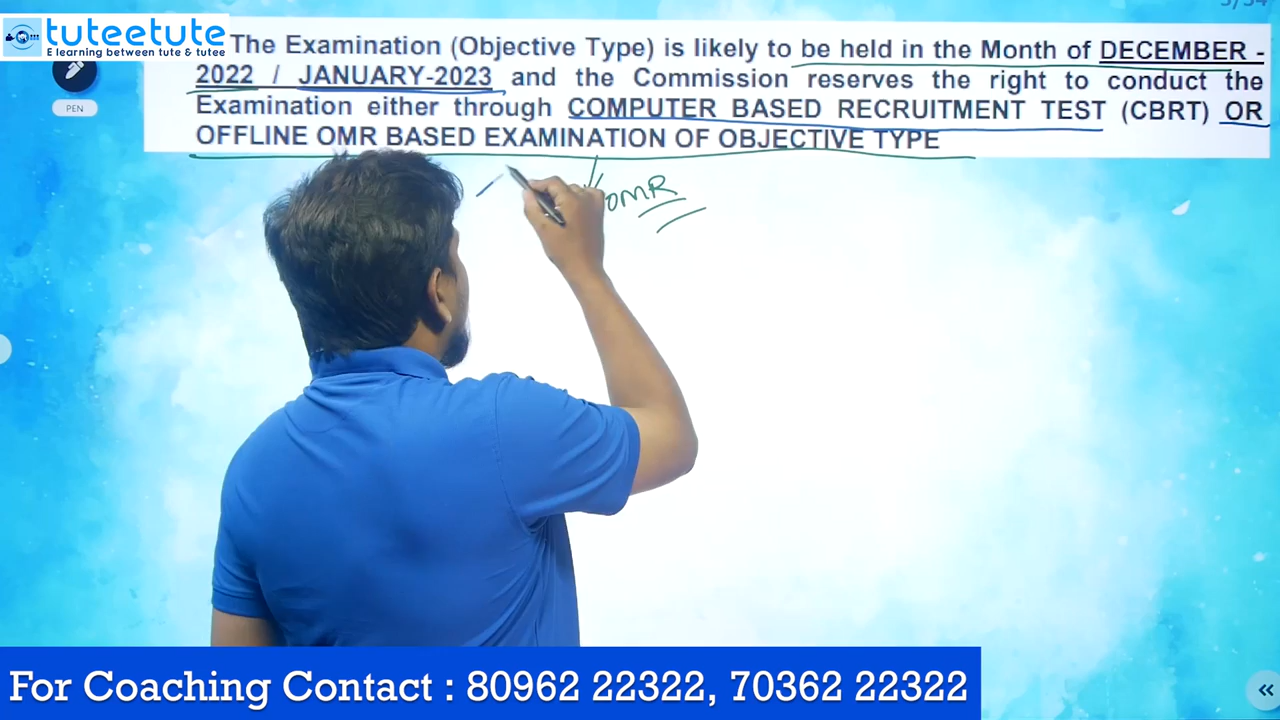 tuteetute
E learning between tute & tutee
The Examination (Objective Type) is likely to be held in the Month of DECEMBER -
2022 / JANUARY-2023 and the Commission reserves the right to conduct the
Examination either through COMPUTER BASED RECRUITMENT TEST (CBRT) OR
OFFLINE OMR BASED EXAMINATION OF OBJECTIVE TYPE
PEN
OMR
For Coaching Contact : 80962 22322, 70362 22322